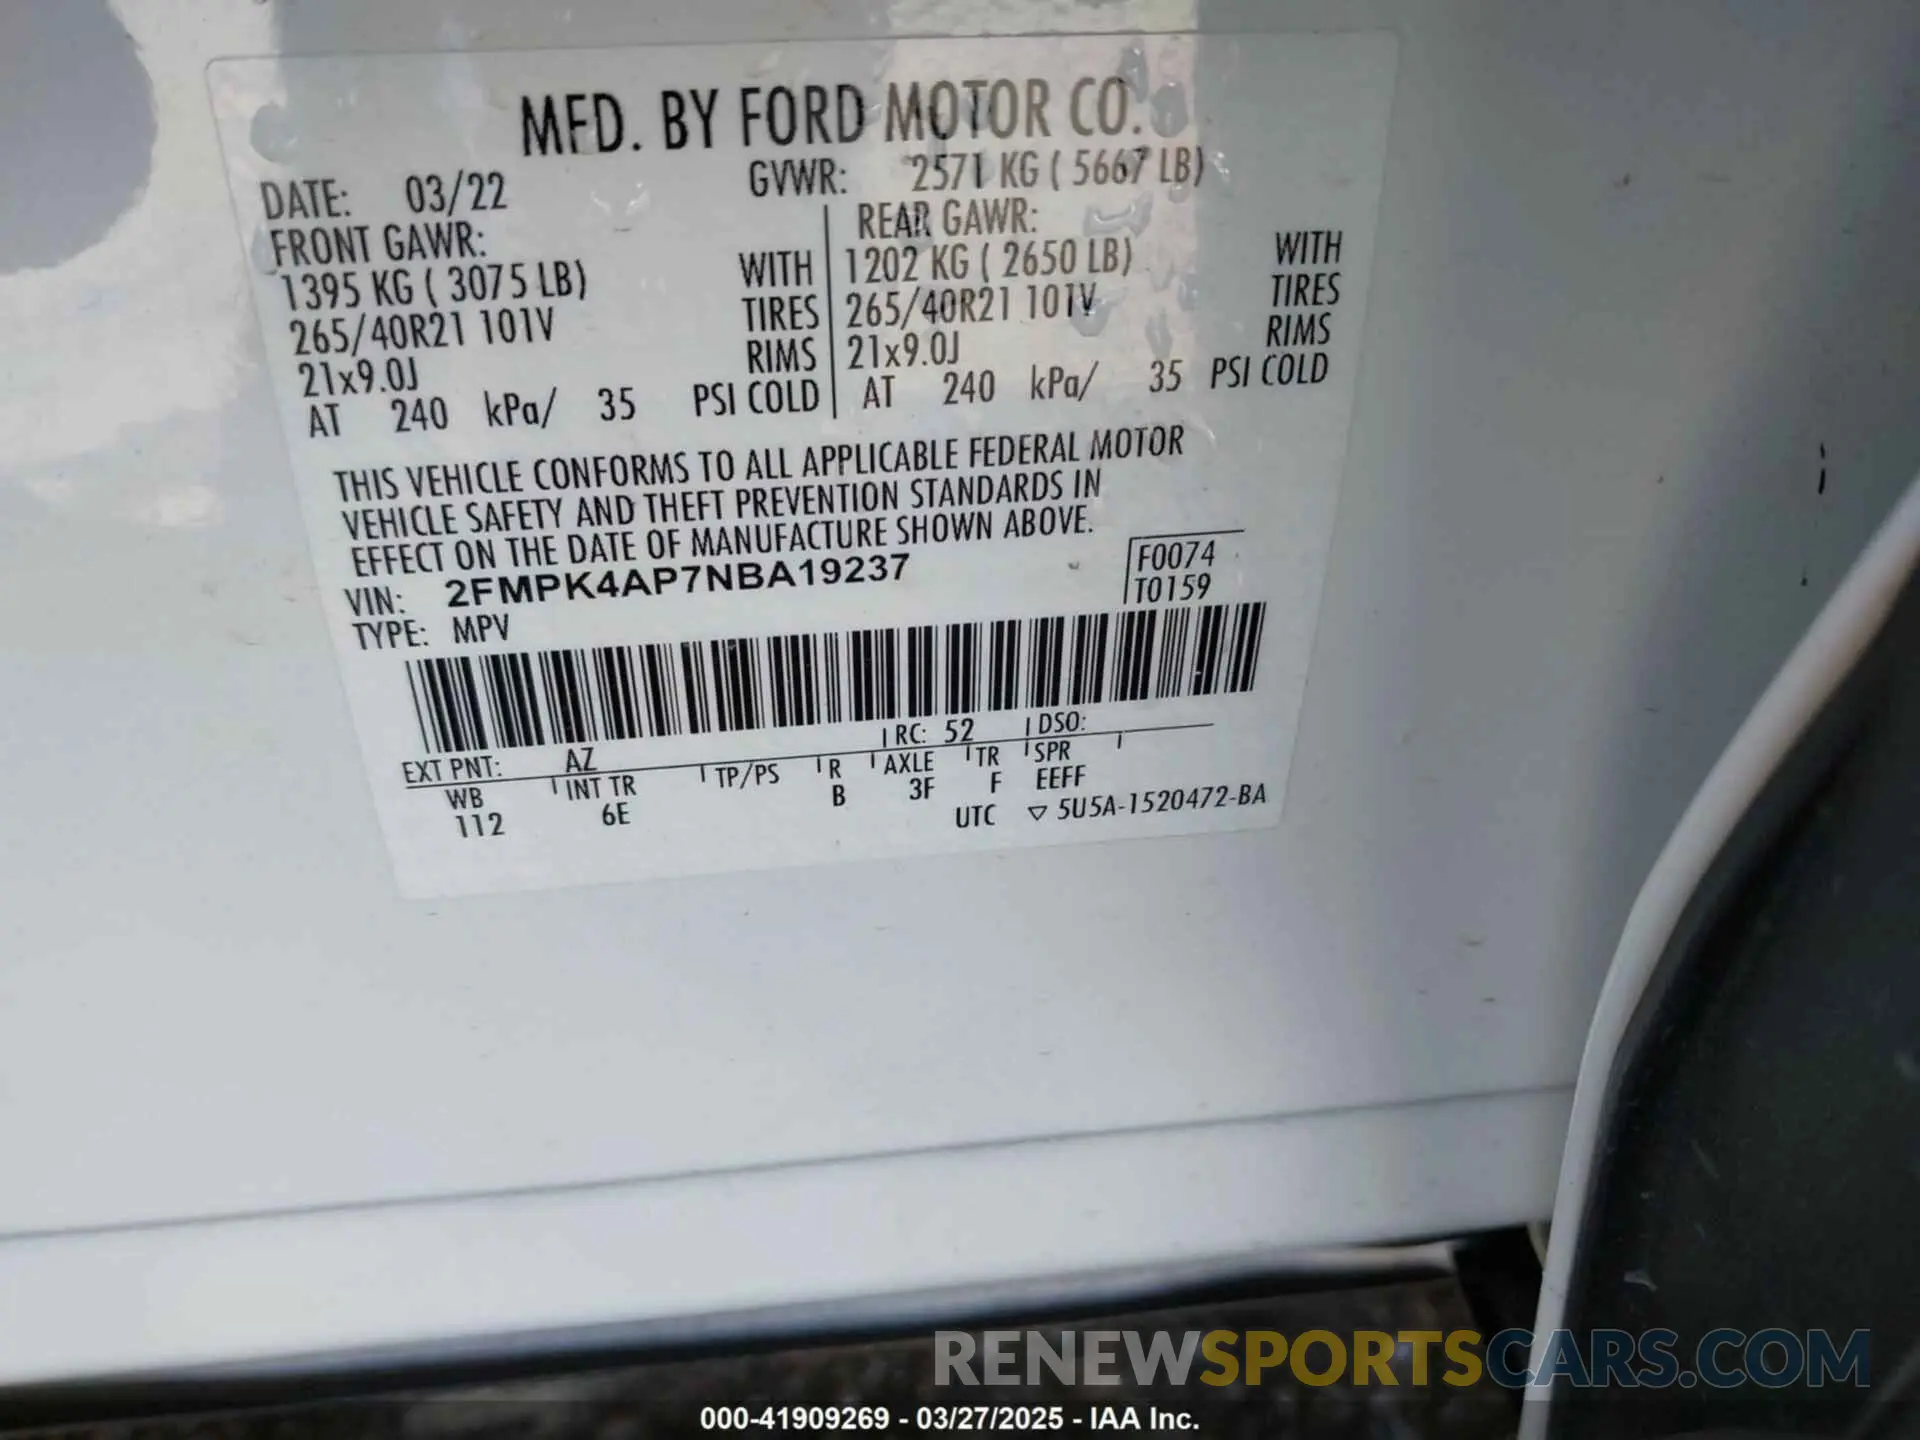 MFD. BY FORD MOTOR CO.
DATE: 03/22 GVWR: 2571 KG ( 5667 LB)
FRONT GAWR: REAR GAWR:
1395 KG ( 3075 LB) WITH 1202 KG ( 2650 LB) WITH
265/40R21 101V TIRES 265/40R21 101V TIRES
21x9.0J RIMS 21x9.0J RIMS
AT 240 kPa/ 35 PSI COLD AT 240 kPa/ 35 PSI COLD
THIS VEHICLE CONFORMS TO ALL APPLICABLE FEDERAL MOTOR
VEHICLE SAFETY AND THEFT PREVENTION STANDARDS IN
EFFECT ON THE DATE OF MANUFACTURE SHOWN ABOVE.
VIN: 2FMPK4AP7NBA19237 F0074
TYPE: MPV T0159
EXT PNT: AZ RC: 52 DSO:
WB INT TR TP/PS R AXLE TR SPR
112 6E B 3F F EEFF
UTC ▽ 5U5A-1520472-BA
RENEWSPORTSCARS.COM
000-41909269 - 03/27/2025 - IAA Inc.